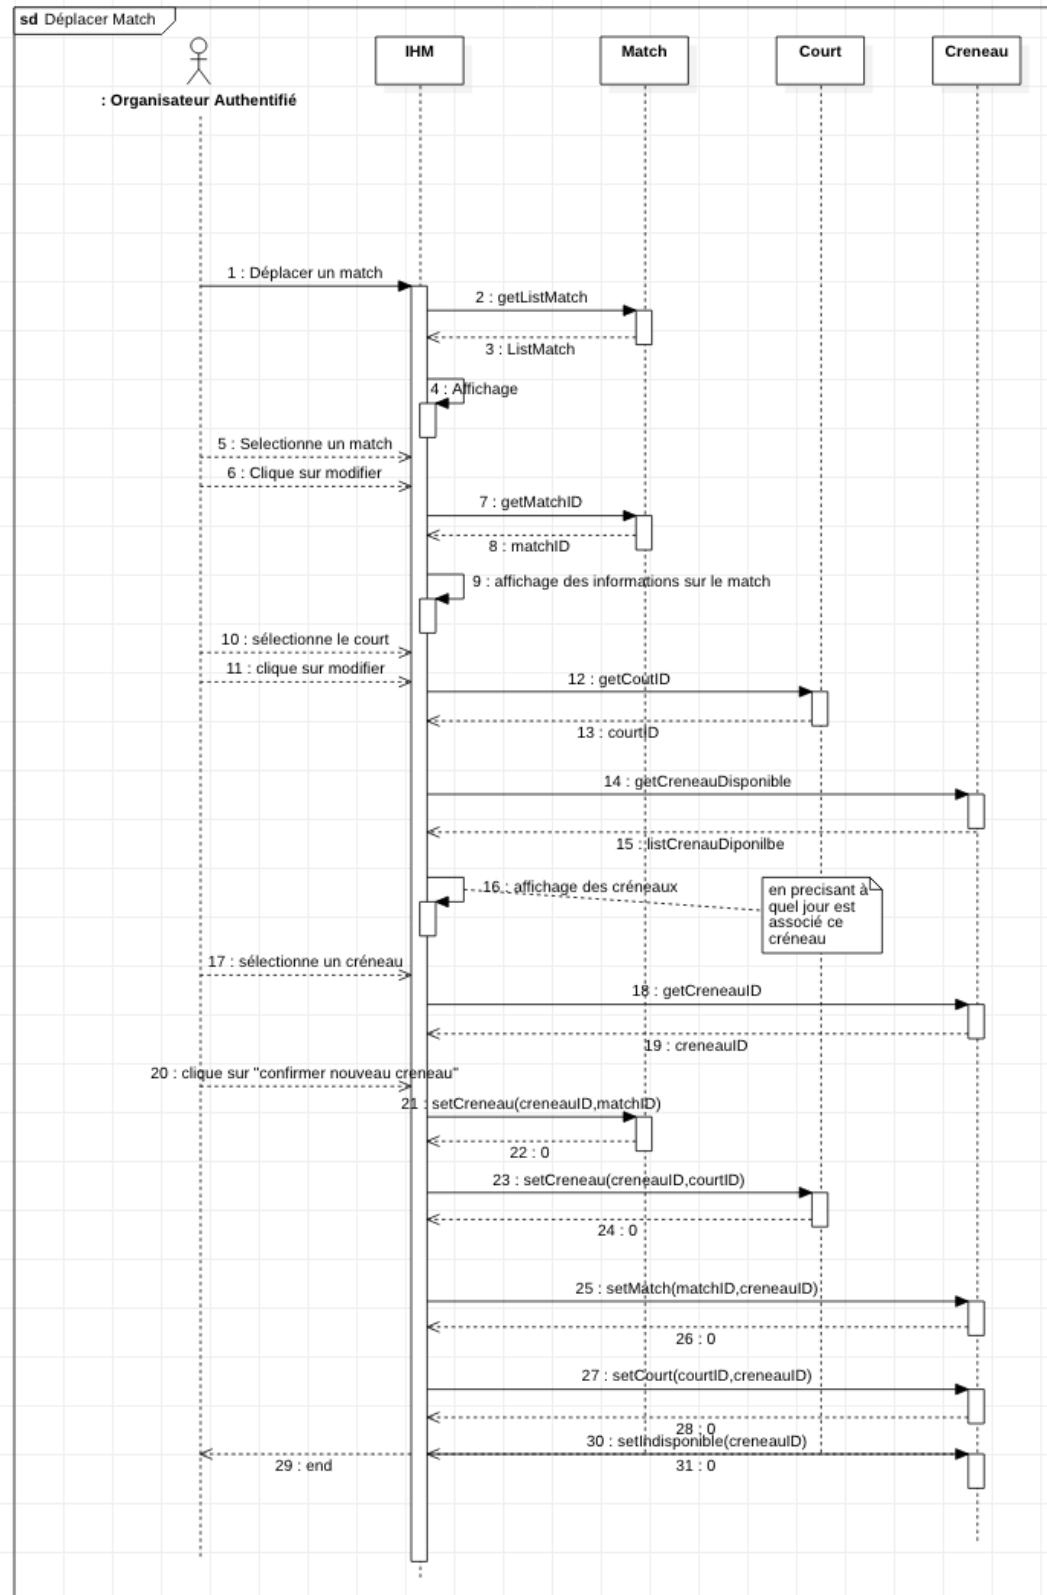 sd Déplacer Match
IHM
Match
Court
Creneau
: Organisateur Authentifié
1 : Déplacer un match
2 : getListMatch
3 : ListMatch
4 : Affichage
5 : Selectionne un match
6 : Clique sur modifier
7 : getMatchID
8 : matchID
9 : affichage des informations sur le match
10 : sélectionne le court
11 : clique sur modifier
12 : getCoutID
13 : courtID
14 : getCreneauDisponible
15 : listCrenauDiponilbe
16 : affichage des créneaux
en precisant à
quel jour est
associé ce
créneau
17 : sélectionne un créneau
18 : getCreneauID
19 : creneauID
20 : clique sur "confirmer nouveau creneau"
21 : setCreneau(creneauID,matchID)
22 : 0
23 : setCreneau(creneauID,courtID)
24 : 0
25 : setMatch(matchID,creneauID)
26 : 0
27 : setCourt(courtID,creneauID)
28 : 0
30 : setIndisponible(creneauID)
29 : end
31 : 0